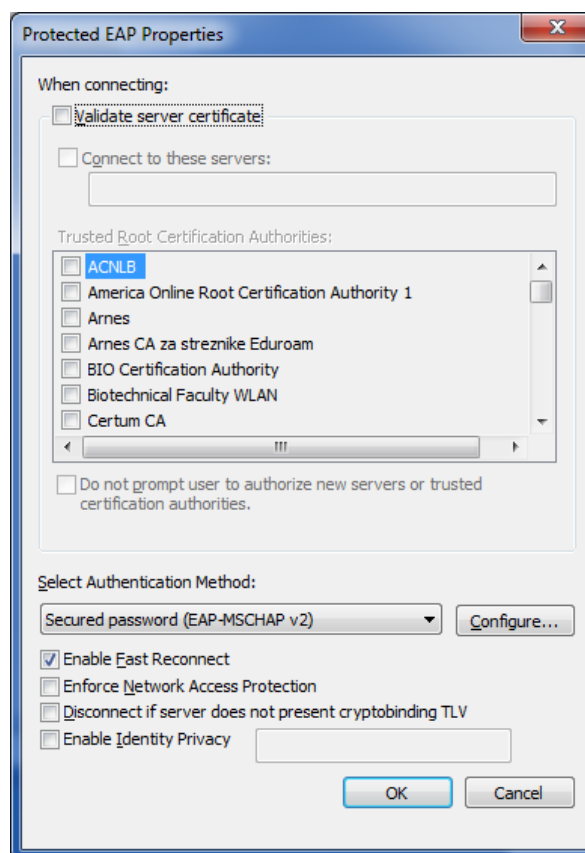 Protected EAP Properties
When connecting:
Validate server certificate
Connect to these servers:
Trusted Root Certification Authorities:
ACNLB
America Online Root Certification Authority 1
Arnes
Arnes CA za streznike Eduroam
BIO Certification Authority
Biotechnical Faculty WLAN
Certum CA
Do not prompt user to authorize new servers or trusted
certification authorities.
Select Authentication Method:
Secured password (EAP-MSCHAP v2)
Configure...
Enable Fast Reconnect
Enforce Network Access Protection
Disconnect if server does not present cryptobinding TLV
Enable Identity Privacy
OK
Cancel